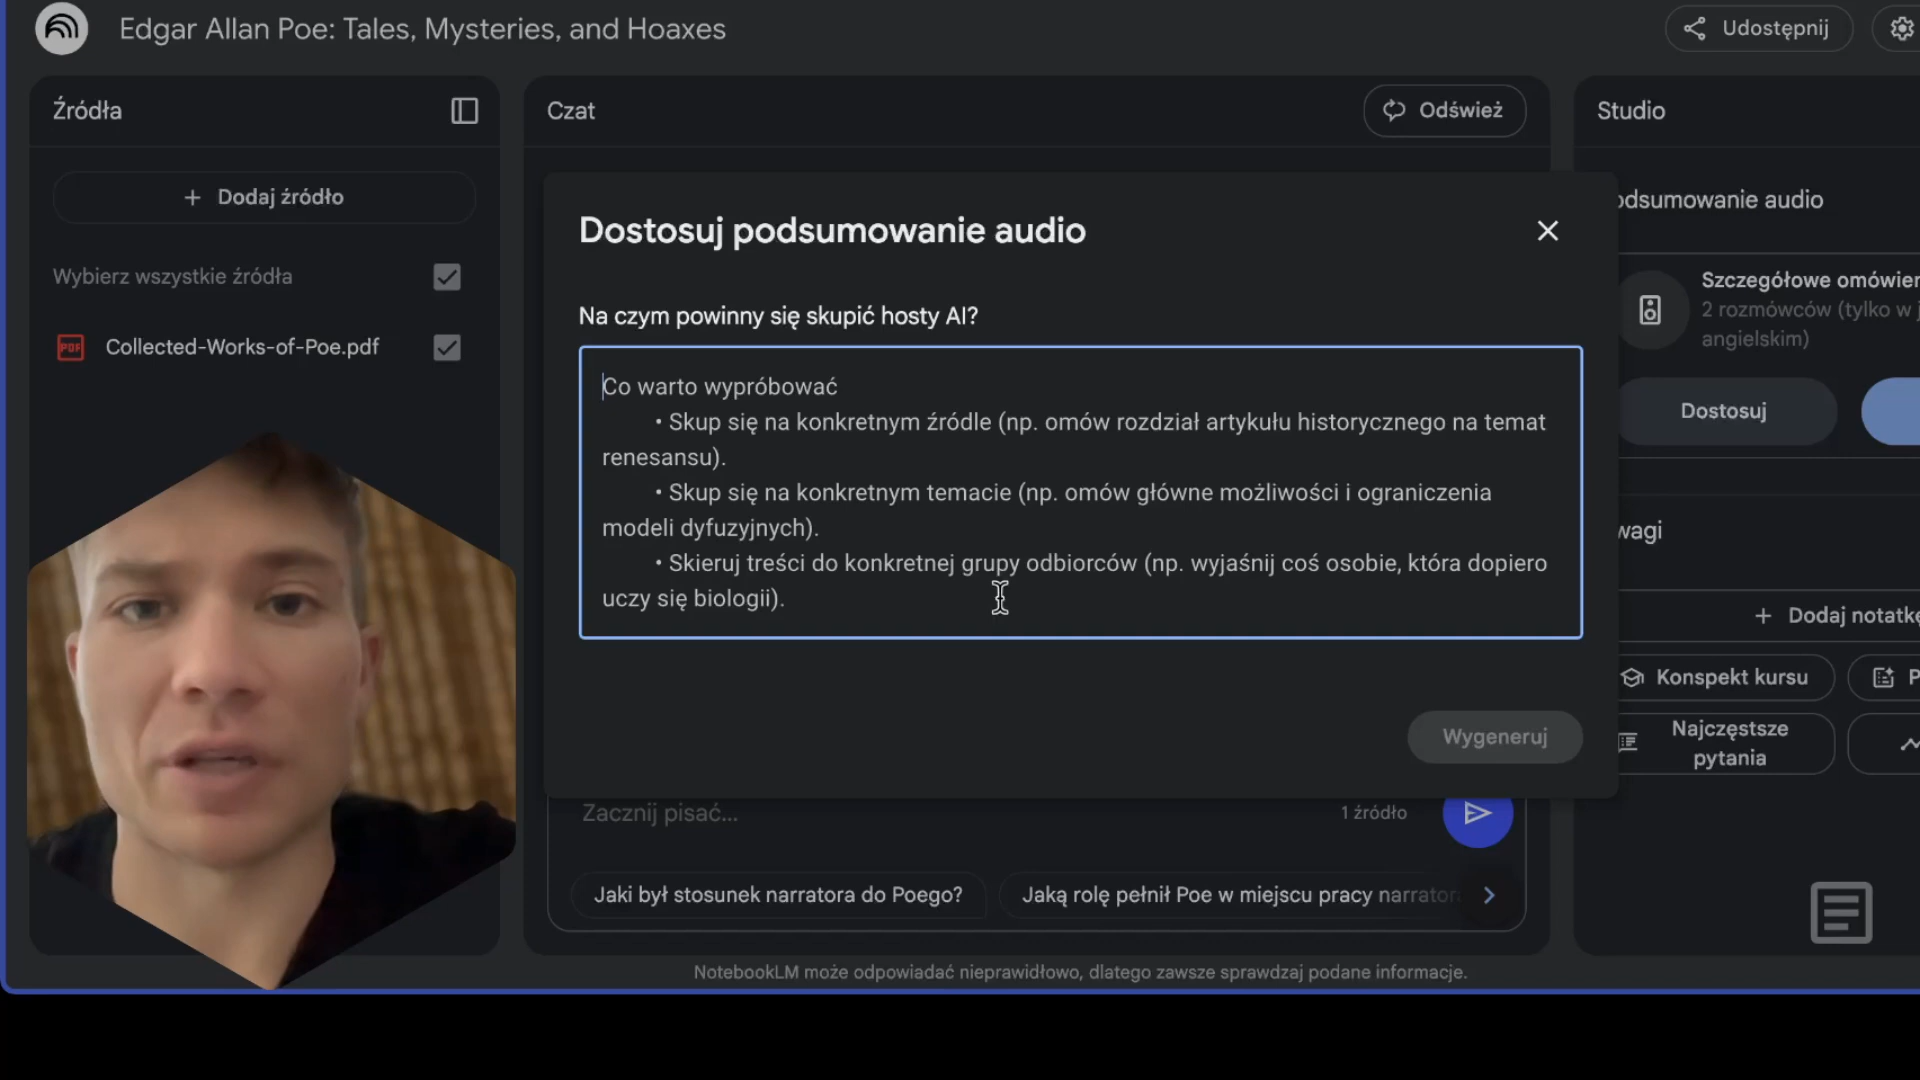 Edgar Allan Poe: Tales, Mysteries, and Hoaxes
Udostępnij
Źródła
Czat
Odśwież
Studio
+ Dodaj źródło
Wybierz wszystkie źródła
PDF
Collected-Works-of-Poe.pdf
Dostosuj podsumowanie audio
Na czym powinny się skupić hosty AI?
Co warto wypróbować
• Skup się na konkretnym źródle (np. omów rozdział artykułu historycznego na temat
renesansu).
• Skup się na konkretnym temacie (np. omów główne możliwości i ograniczenia
modeli dyfuzyjnych).
• Skieruj treści do konkretnej grupy odbiorców (np. wyjaśnij coś osobie, która dopiero
uczy się biologii).
Wygeneruj
Zacznij pisać...
1 źródło
Jaki był stosunek narratora do Poego?
Jaką rolę pełnił Poe w miejscu pracy narrator
NotebookLM może odpowiadać nieprawidłowo, dlatego zawsze sprawdzaj podane informacje.
odsumowanie audio
Szczegółowe omówien
2 rozmówców (tylko w j
angielskim)
Dostosuj
wagi
+ Dodaj notatkę
Konspekt kursu
P
Najczęstsze
pytania